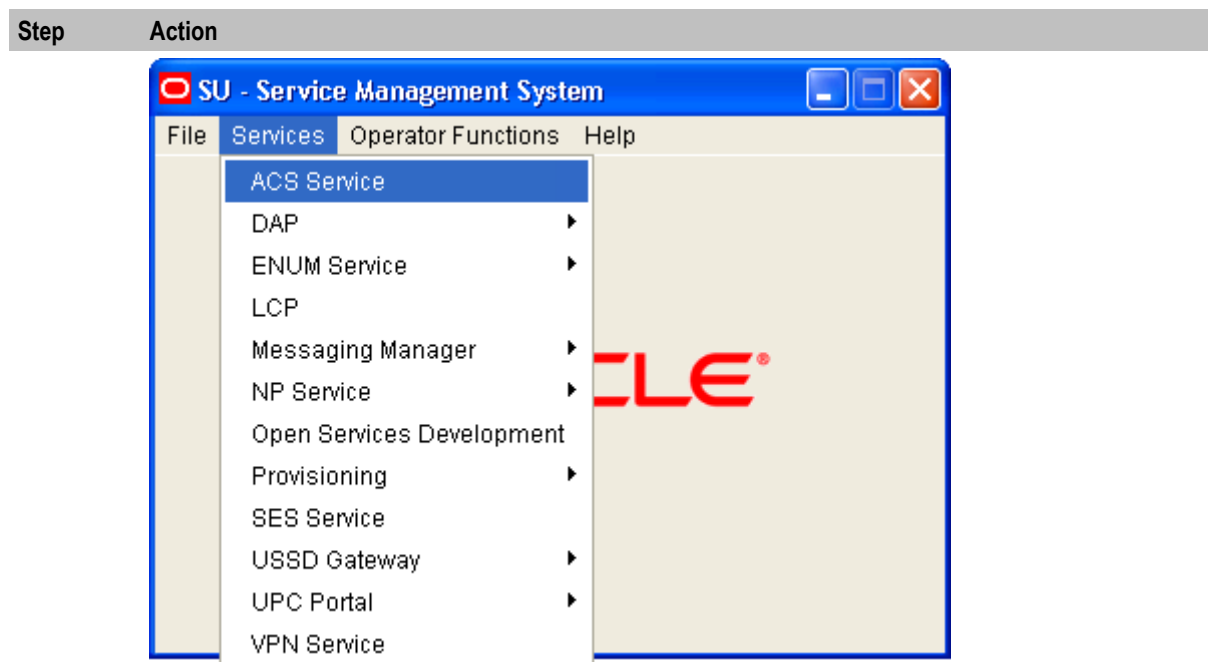 Step Action
SU - Service Management System
File Services Operator Functions Help
ACS Service
DAP
ENUM Service
LCP
Messaging Manager
NP Service
CLE®
Open Services Development
Provisioning
SES Service
USSD Gateway
UPC Portal
VPN Service